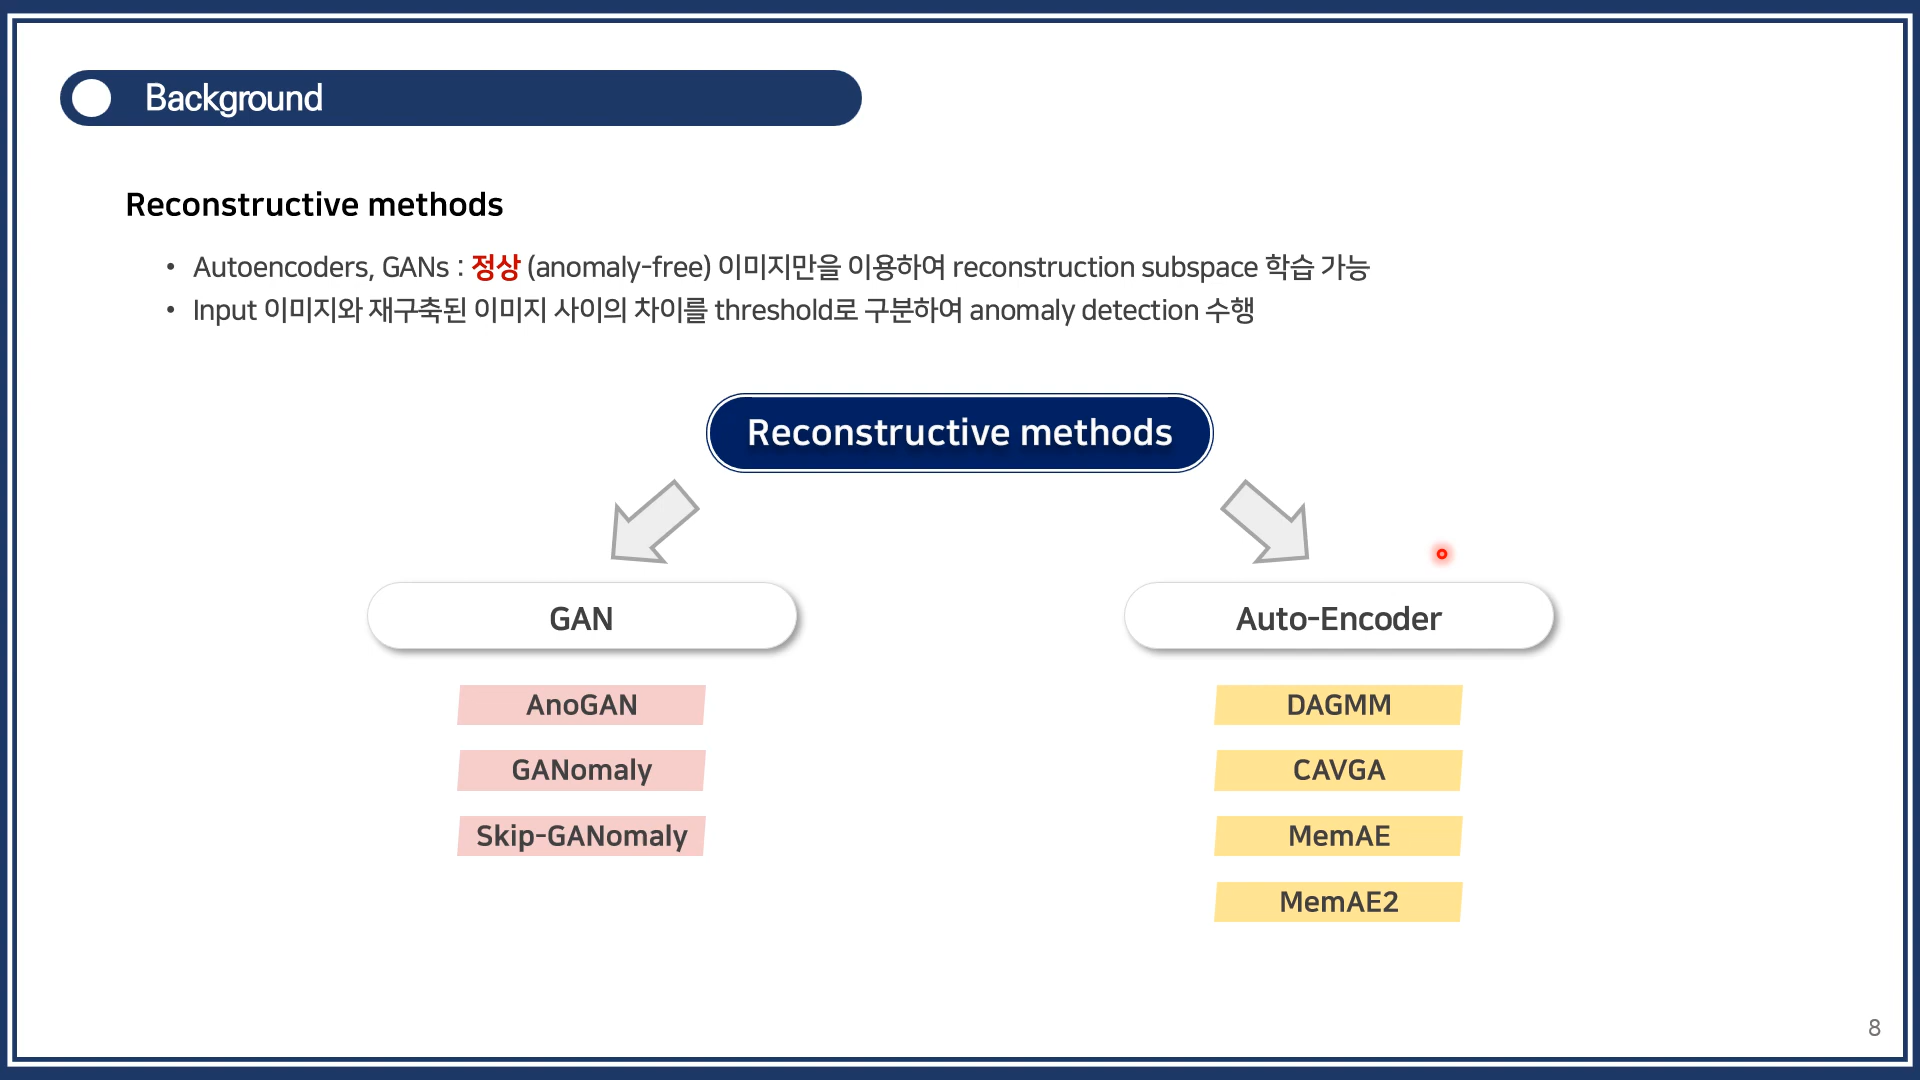 Background
Reconstructive methods
• Autoencoders, GANs : 정상 (anomaly-free) 이미지만을 이용하여 reconstruction subspace 학습 가능
• Input 이미지와 재구축된 이미지 사이의 차이를 threshold로 구분하여 anomaly detection 수행
Reconstructive methods
GAN
AnoGAN
GANomaly
Skip-GANomaly
Auto-Encoder
DAGMM
CAVGA
MemAE
MemAE2
8